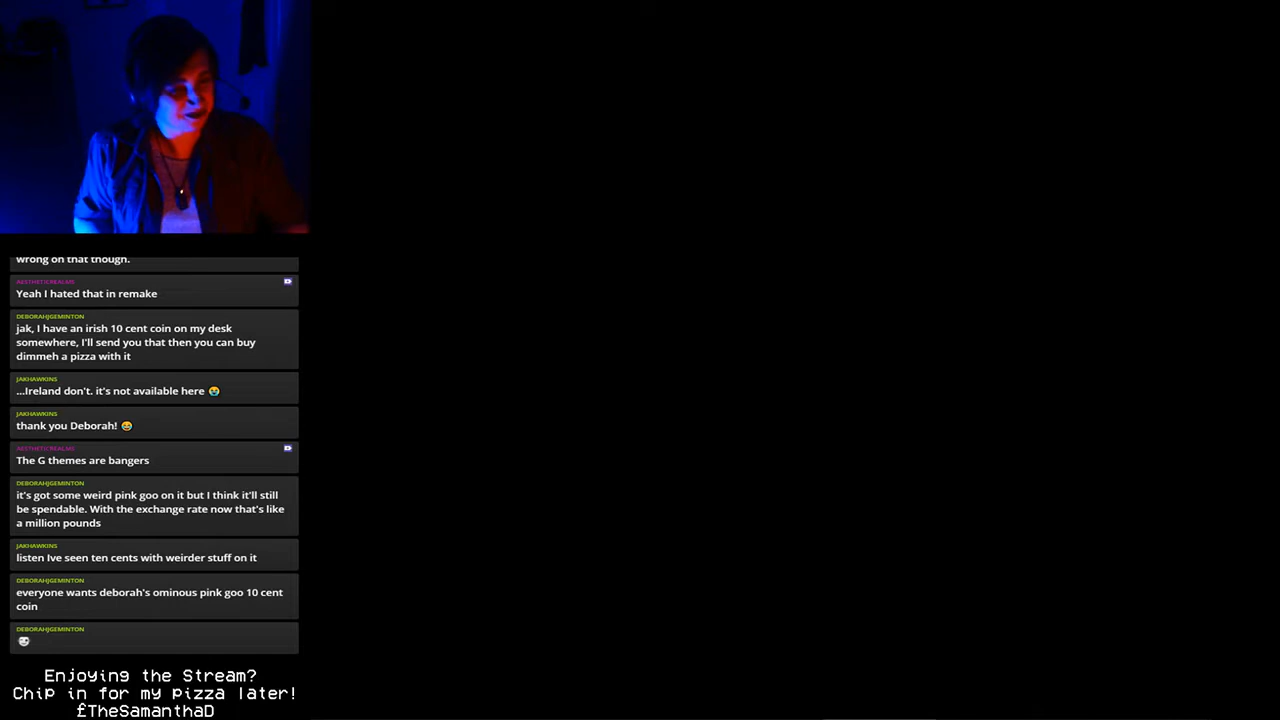 wrong on that though.
AESTHETICREALMS
Yeah I hated that in remake
DEBORAHJGEMINTON
jak, I have an irish 10 cent coin on my desk
somewhere, I'll send you that then you can buy
dimmeh a pizza with it
JAKHAWKINS
...Ireland don't. it's not available here 😭
JAKHAWKINS
thank you Deborah! 😂
AESTHETICREALMS
The G themes are bangers
DEBORAHJGEMINTON
it's got some weird pink goo on it but I think it'll still
be spendable. With the exchange rate now that's like
a million pounds
JAKHAWKINS
listen Ive seen ten cents with weirder stuff on it
DEBORAHJGEMINTON
everyone wants deborah's ominous pink goo 10 cent
coin
DEBORAHJGEMINTON
Enjoying the Stream?
Chip in for my pizza later!
£TheSamanthaD